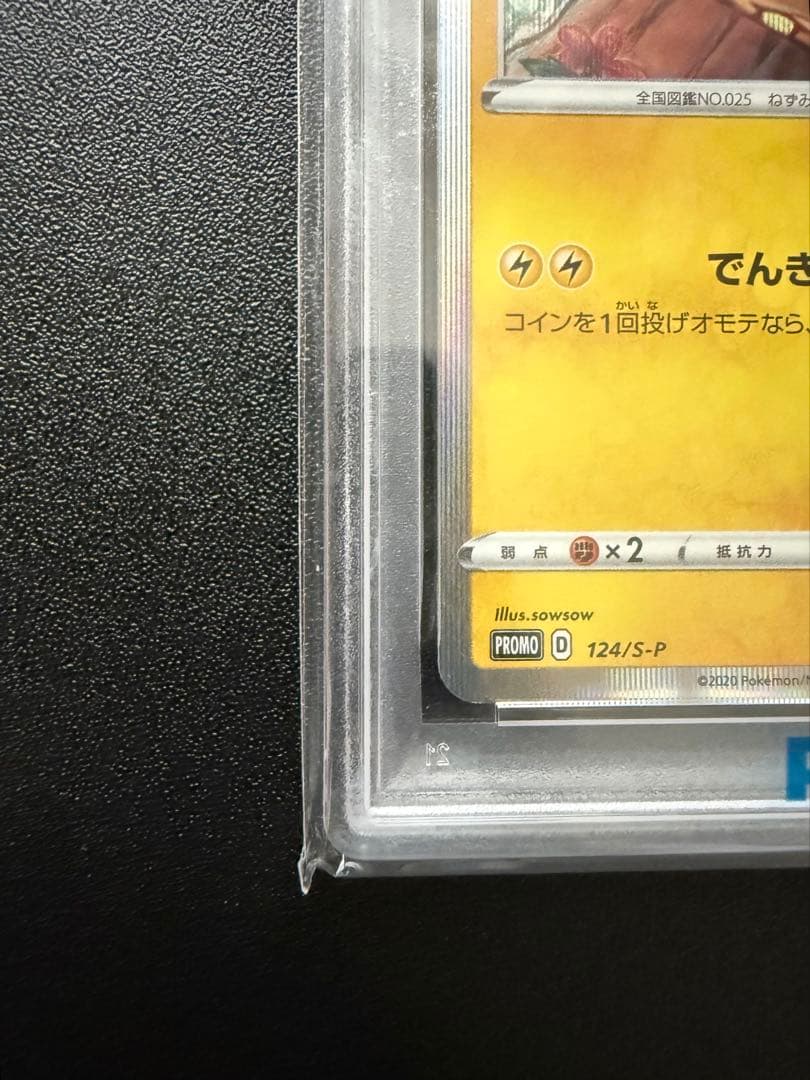 全国図鑑NO.025 ねずみ
でんき
かいな
コインを1回投げオモテなら、
弱点 ×2 抵抗力
illus.sowsow
PROMO D 124/S-P
©2020 Pokémon/N
21